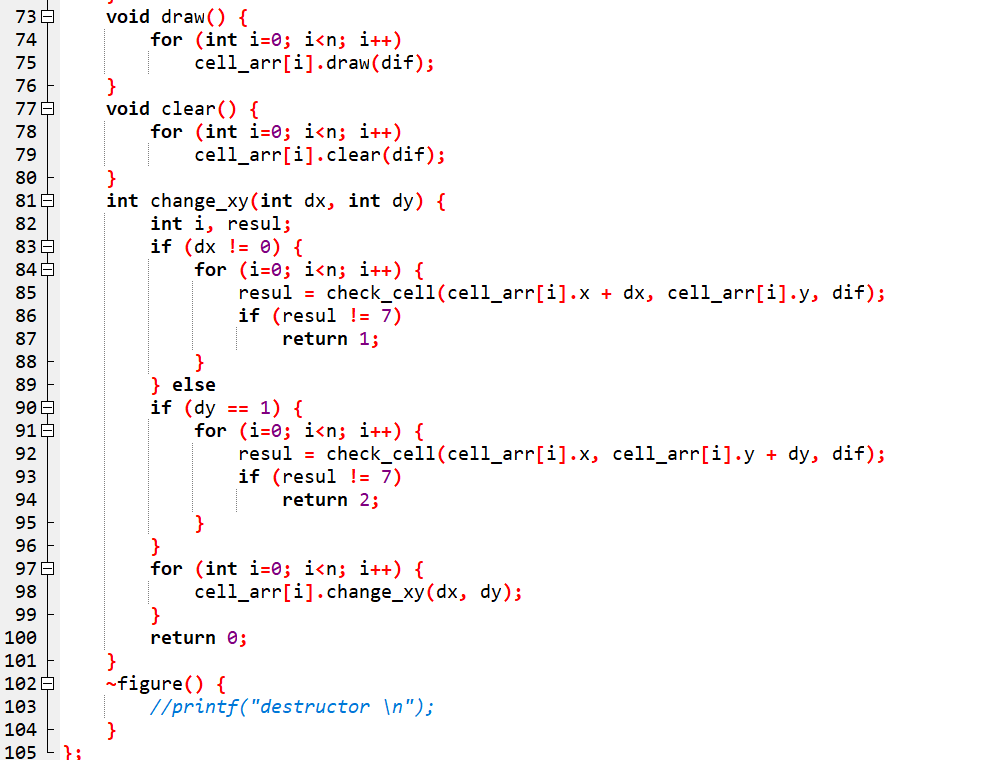 73 void draw() {
74 for (int i=0; i<n; i++)
75 cell_arr[i].draw(dif);
76 }
77 void clear() {
78 for (int i=0; i<n; i++)
79 cell_arr[i].clear(dif);
80 }
81 int change_xy(int dx, int dy) {
82 int i, resul;
83 if (dx != 0) {
84 for (i=0; i<n; i++) {
85 resul = check_cell(cell_arr[i].x + dx, cell_arr[i].y, dif);
86 if (resul != 7)
87 return 1;
88 }
89 } else
90 if (dy == 1) {
91 for (i=0; i<n; i++) {
92 resul = check_cell(cell_arr[i].x, cell_arr[i].y + dy, dif);
93 if (resul != 7)
94 return 2;
95 }
96 }
97 for (int i=0; i<n; i++) {
98 cell_arr[i].change_xy(dx, dy);
99 }
100 return 0;
101 }
102 ~figure() {
103 //printf("destructor \n");
104 }
105 };